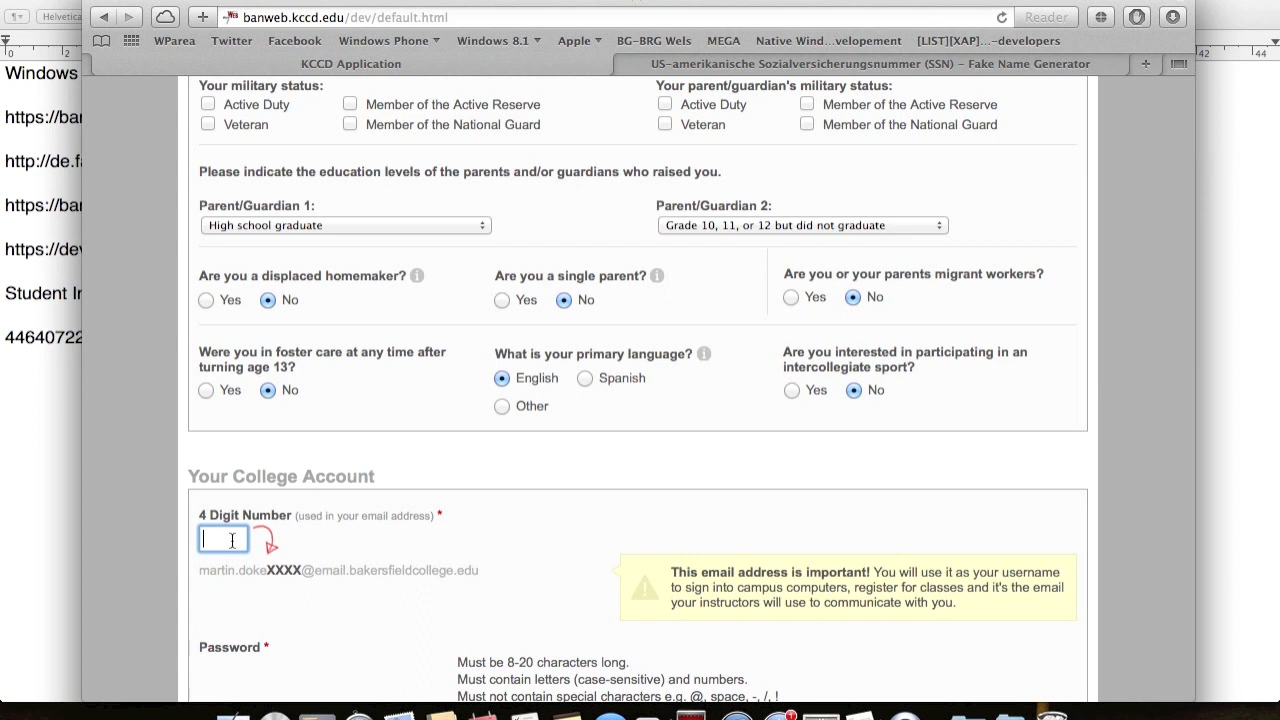 Helvetica
banweb.kccd.edu/dev/default.html
Reader
WParea Twitter Facebook Windows Phone Windows 8.1 Apple BG-BRG Wels MEGA Native Wind...velopement [LIST][XAP]...-developers
KCCD Application
US-amerikanische Sozialversicherungsnummer (SSN) – Fake Name Generator
0 2
42 44
Windows
https://bar
http://de.fa
https://bar
https://dev
Student In
44640722
Your military status:
Active Duty Member of the Active Reserve
Veteran Member of the National Guard
Your parent/guardian's military status:
Active Duty Member of the Active Reserve
Veteran Member of the National Guard
Please indicate the education levels of the parents and/or guardians who raised you.
Parent/Guardian 1:
High school graduate
Parent/Guardian 2:
Grade 10, 11, or 12 but did not graduate
Are you a displaced homemaker?
Yes No
Are you a single parent?
Yes No
Are you or your parents migrant workers?
Yes No
Were you in foster care at any time after
turning age 13?
Yes No
What is your primary language?
English Spanish
Other
Are you interested in participating in an
intercollegiate sport?
Yes No
Your College Account
4 Digit Number (used in your email address) *
martin.dokeXXXX@email.bakersfieldcollege.edu
This email address is important! You will use it as your username
to sign into campus computers, register for classes and it's the email
your instructors will use to communicate with you.
Password *
Must be 8-20 characters long.
Must contain letters (case-sensitive) and numbers.
Must not contain special characters e.g. @, space, -, /, !